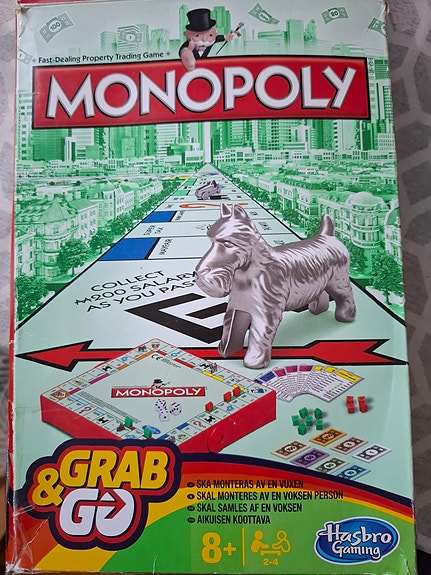 Fast-Dealing Property Trading Game
MONOPOLY
COLLECT
₩200 SALARY
AS YOU PASS
MONOPOLY
GRAB
& GO
SKA MONTERAS AV EN VUXEN
SKAL MONTERES AV EN VOKSEN PERSON
SKAL SAMLES AF EN VOKSEN
AIKUISEN KOOTTAVA
8+
2-4
Hasbro
Gaming